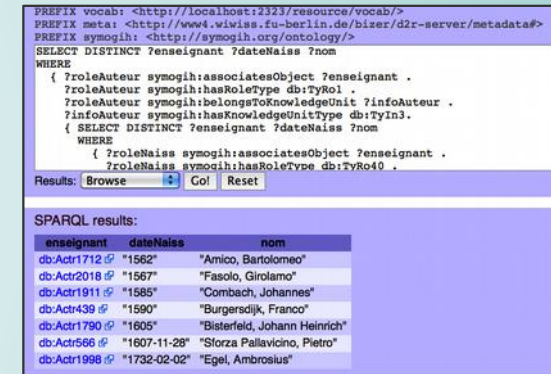 PREFIX vocab: <http://localhost:2323/resource/vocab/>
PREFIX meta: <http://www4.wiwiss.fu-berlin.de/bizer/d2r-server/metadata#>
PREFIX symogih: <http://symogih.org/ontology/>
SELECT DISTINCT ?enseignant ?dateNaiss ?nom
WHERE
{ ?roleAuteur symogih:associatesObject ?enseignant .
?roleAuteur symogih:hasRoleType db:TyRo1 .
?roleAuteur symogih:belongsToKnowledgeUnit ?infoAuteur .
?infoAuteur symogih:hasKnowledgeUnitType db:TyIn3.
{ SELECT DISTINCT ?enseignant ?dateNaiss ?nom
WHERE
{ ?roleNaiss symogih:associatesObject ?enseignant .
?roleNaiss symogih:hasRoleType db:TyRo40 .
Results: Browse Go! Reset
SPARQL results:
enseignant dateNaiss nom
db:Actr1712 "1562" "Amico, Bartolomeo"
db:Actr2018 "1567" "Fasolo, Girolamo"
db:Actr1911 "1585" "Combach, Johannes"
db:Actr439 "1590" "Burgersdijk, Franco"
db:Actr1790 "1605" "Bisterfeld, Johann Heinrich"
db:Actr566 "1607-11-28" "Sforza Pallavicino, Pietro"
db:Actr1998 "1732-02-02" "Egel, Ambrosius"